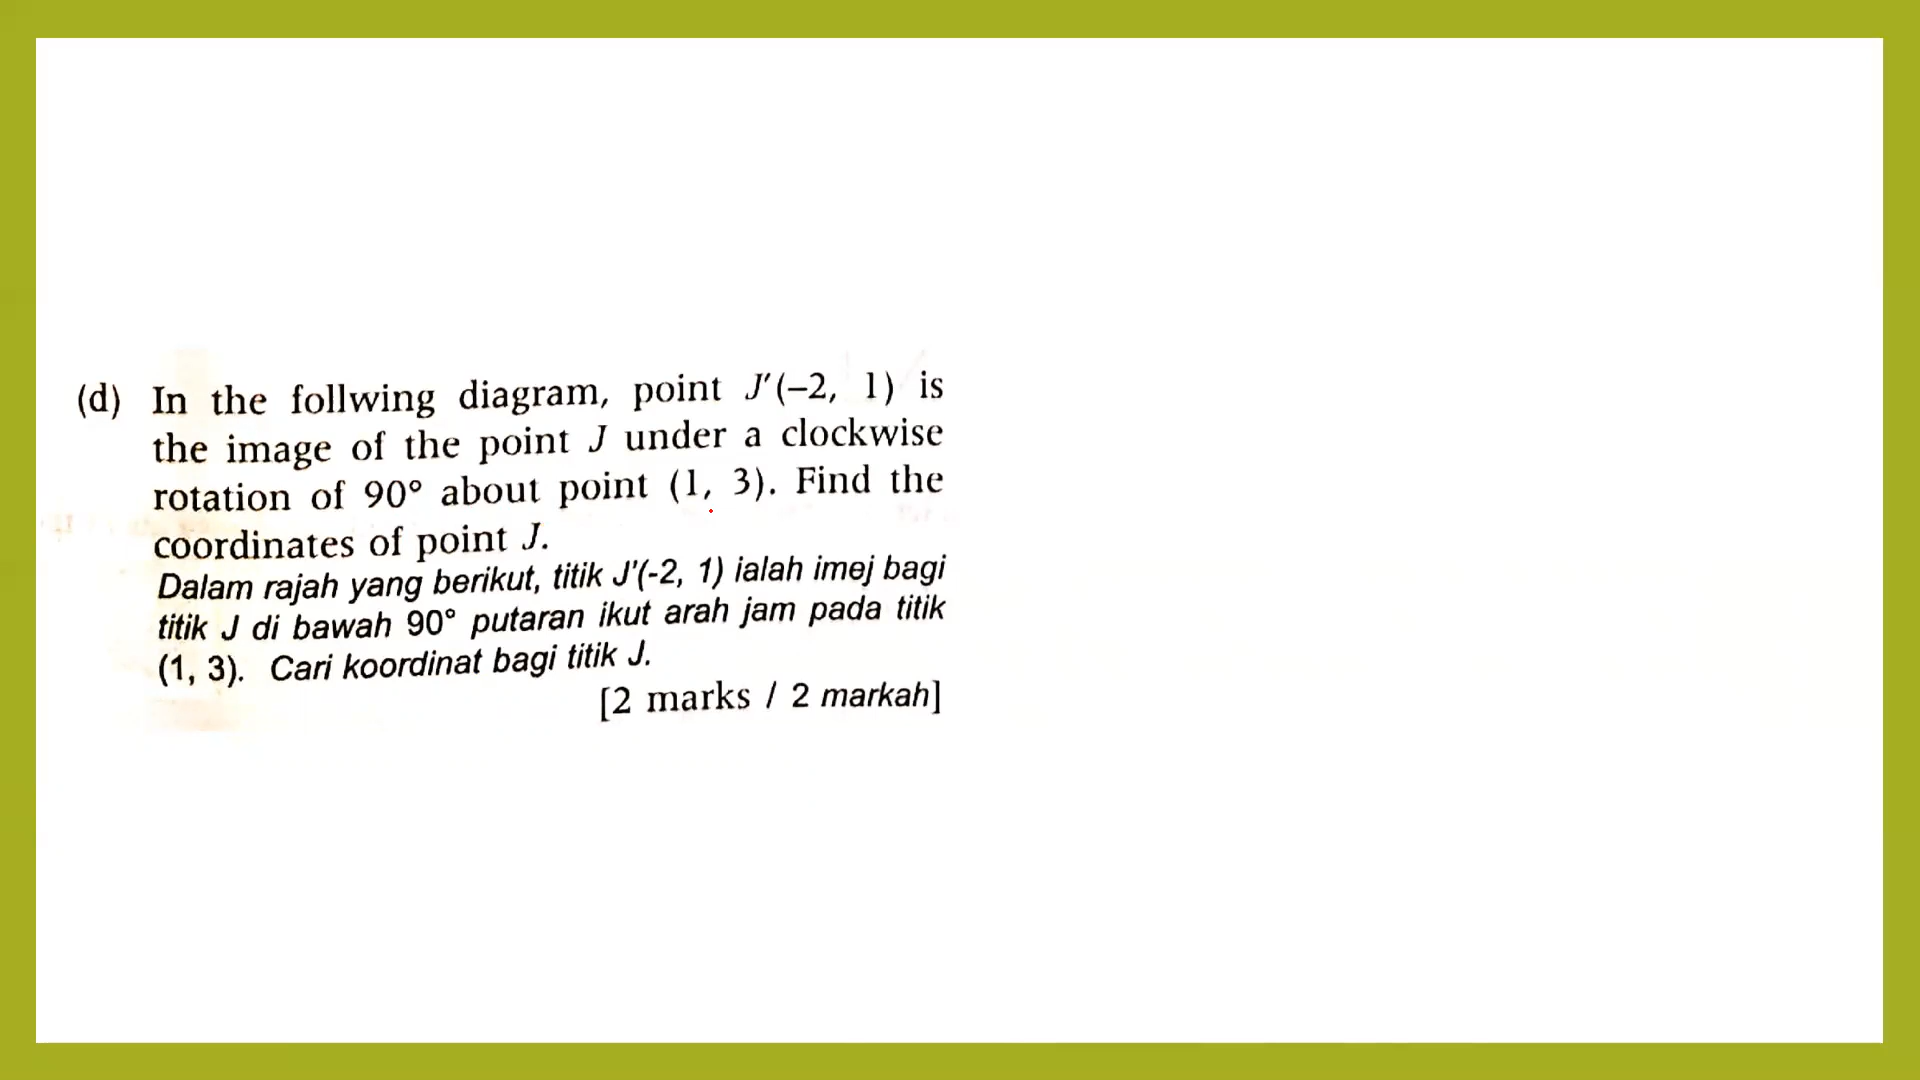 (d) In the follwing diagram, point J′(–2, 1) is
the image of the point J under a clockwise
rotation of 90° about point (1, 3). Find the
coordinates of point J.
Dalam rajah yang berikut, titik J'(-2, 1) ialah imej bagi
titik J di bawah 90° putaran ikut arah jam pada titik
(1, 3). Cari koordinat bagi titik J.
[2 marks / 2 markah]